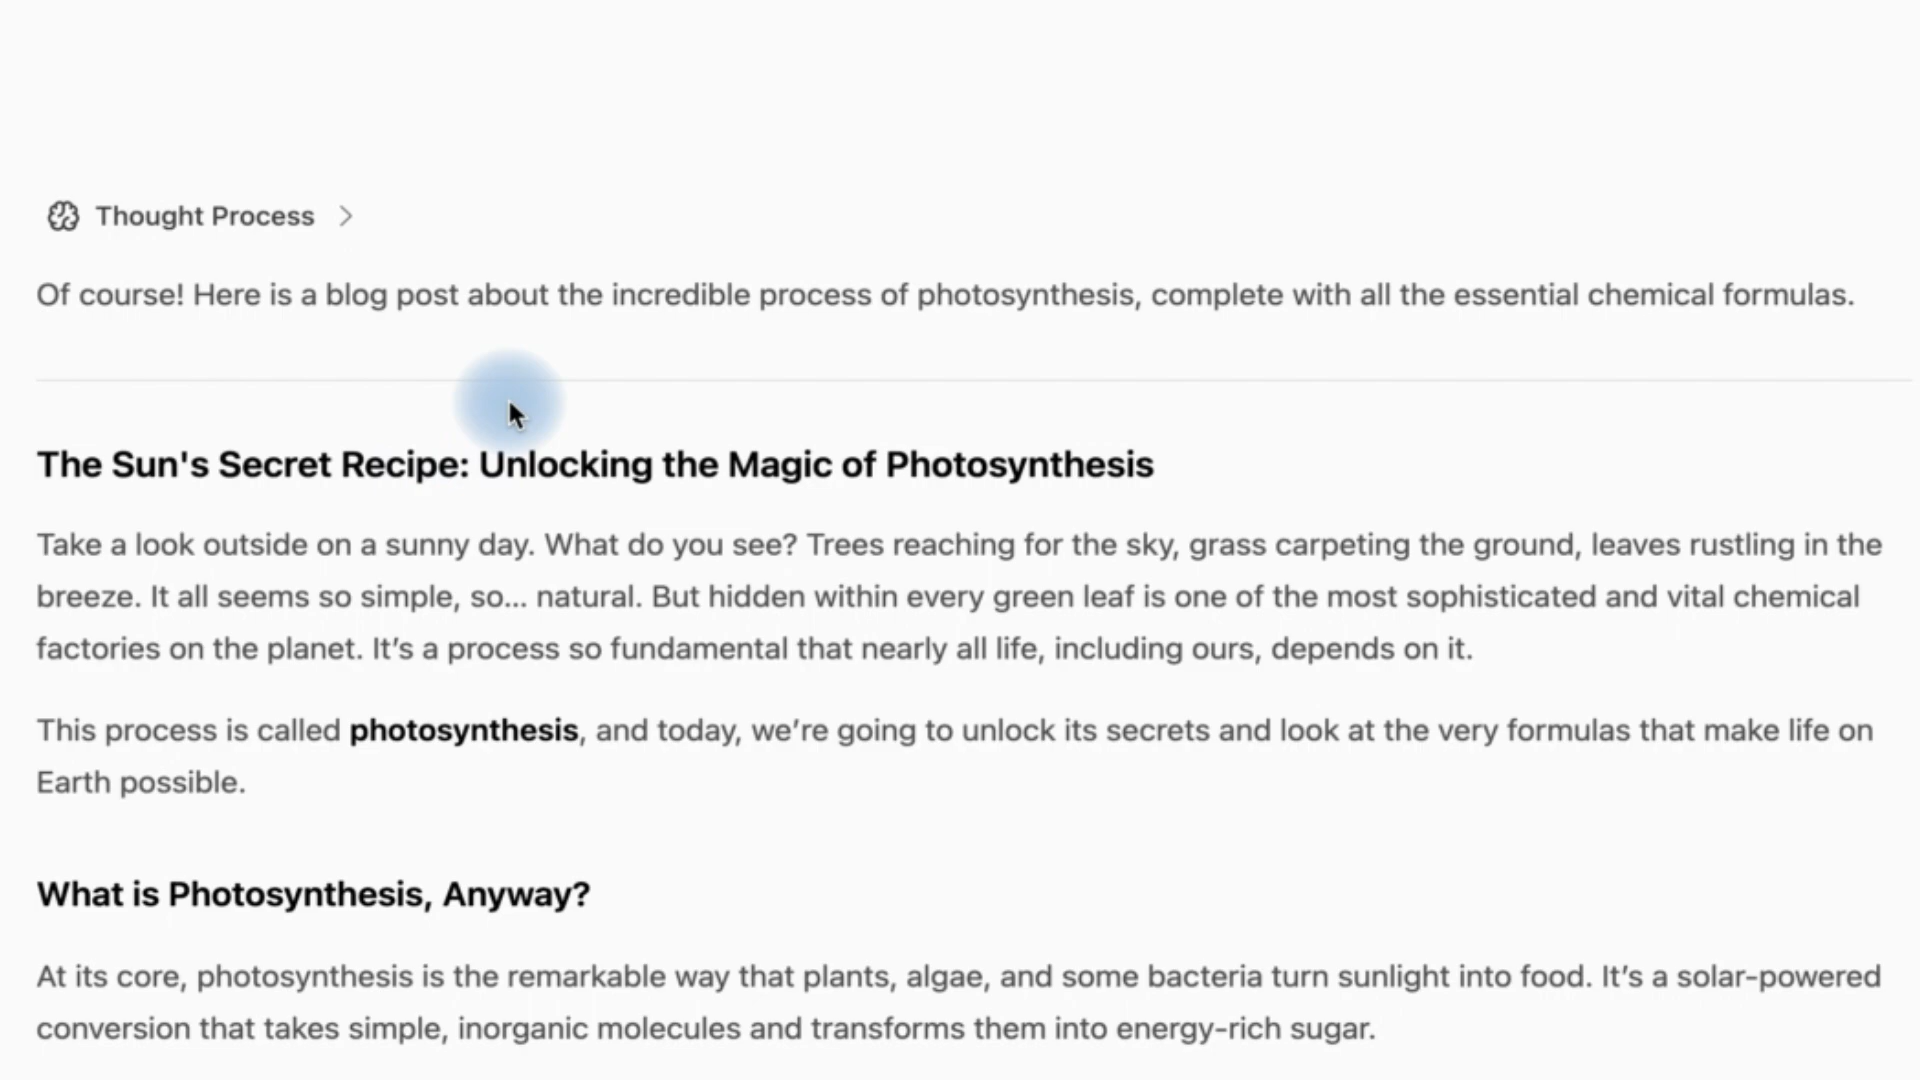 Thought Process
Of course! Here is a blog post about the incredible process of photosynthesis, complete with all the essential chemical formulas.
The Sun's Secret Recipe: Unlocking the Magic of Photosynthesis
Take a look outside on a sunny day. What do you see? Trees reaching for the sky, grass carpeting the ground, leaves rustling in the
breeze. It all seems so simple, so... natural. But hidden within every green leaf is one of the most sophisticated and vital chemical
factories on the planet. It’s a process so fundamental that nearly all life, including ours, depends on it.
This process is called photosynthesis, and today, we’re going to unlock its secrets and look at the very formulas that make life on
Earth possible.
What is Photosynthesis, Anyway?
At its core, photosynthesis is the remarkable way that plants, algae, and some bacteria turn sunlight into food. It’s a solar-powered
conversion that takes simple, inorganic molecules and transforms them into energy-rich sugar.